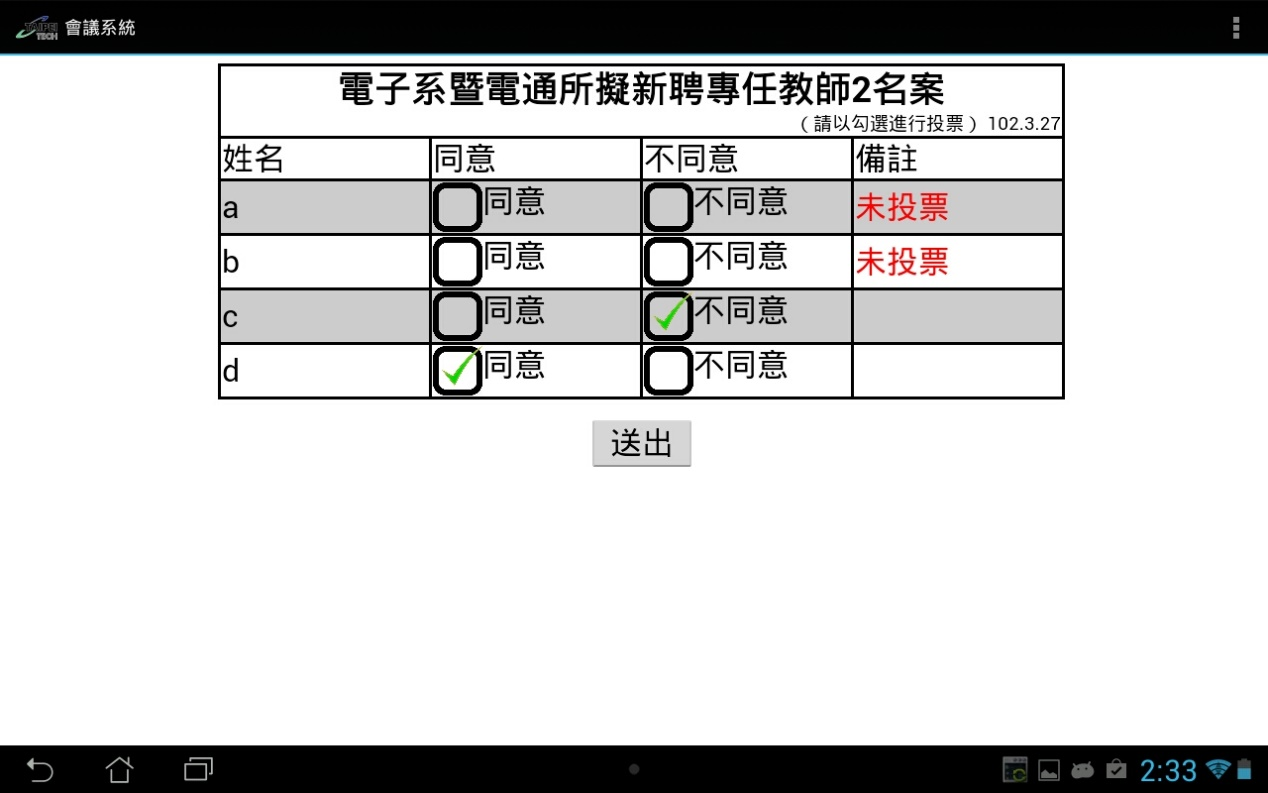 TAIPEI TECH 會議系統
電子系暨電通所擬新聘專任教師2名案
（請以勾選進行投票）102.3.27
姓名 同意 不同意 備註
a 同意 不同意 未投票
b 同意 不同意 未投票
c 同意 不同意
d 同意 不同意
送出
2:33